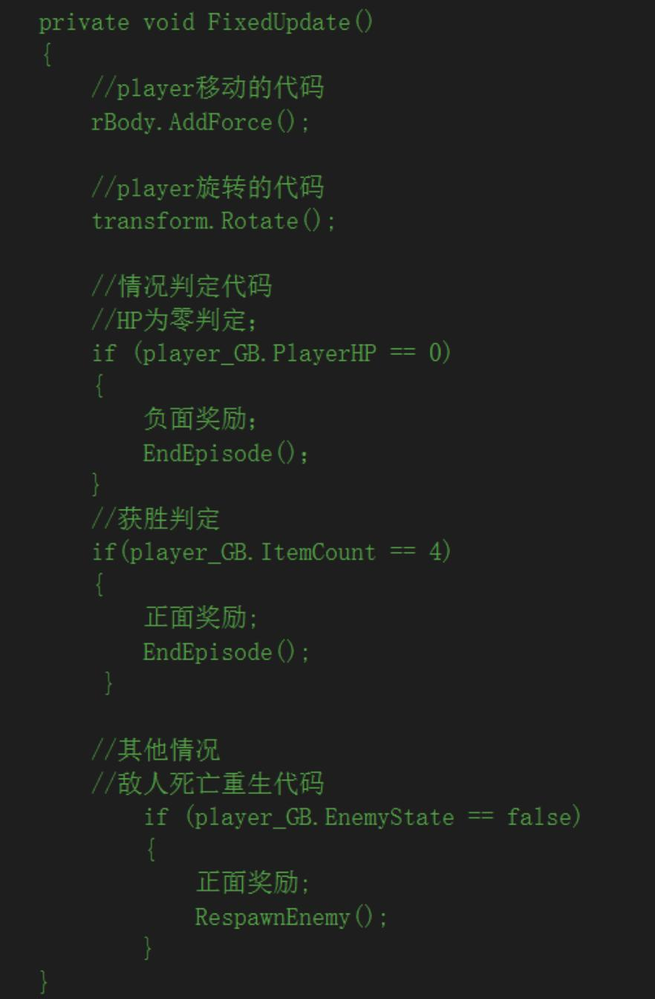 private void FixedUpdate()
{
//player移动的代码
rBody.AddForce();
//player旋转的代码
transform.Rotate();
//情况判定代码
//HP为零判定；
if (player_GB.PlayerHP == 0)
{
负面奖励；
EndEpisode()；
}
//获胜判定
if(player_GB.ItemCount == 4)
{
正面奖励;
EndEpisode();
}
//其他情况
//敌人死亡重生代码
if (player_GB.EnemyState == false)
{
正面奖励;
RespawnEnemy();
}
}